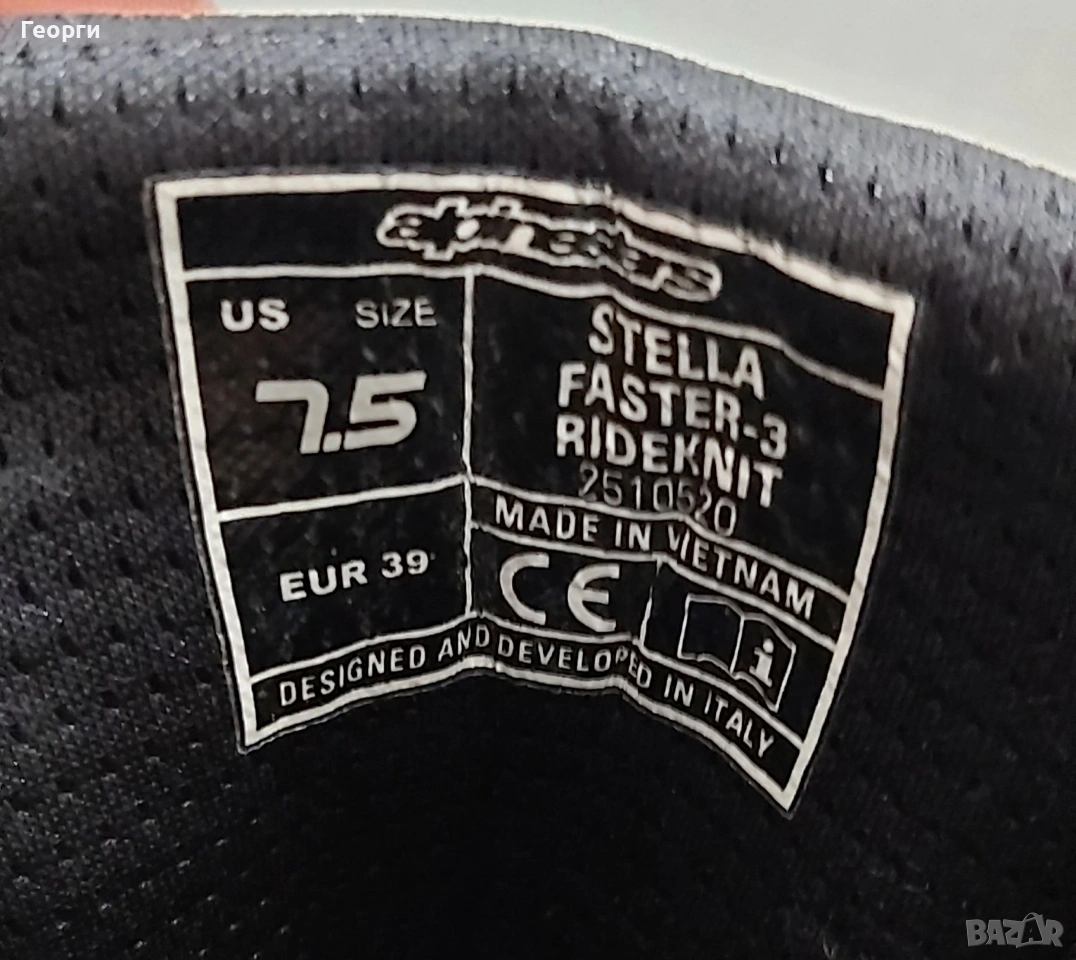 Георги
alpinestars
US SIZE
7.5
STELLA
FASTER-3
RIDEKNIT
2510520
MADE IN VIETNAM
EUR 39
CE
i
DESIGNED AND DEVELOPED IN ITALY
BAZAR